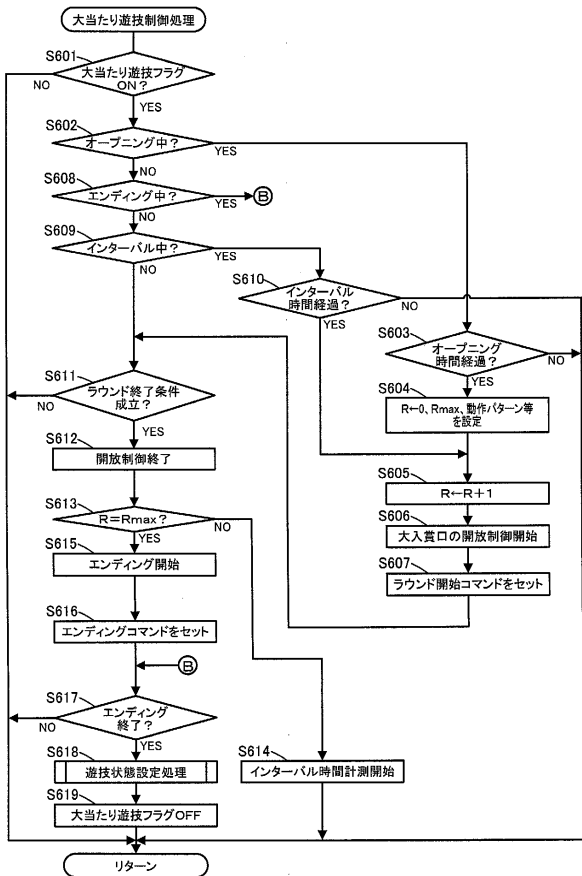 大当たり遊技制御処理
S601
大当たり遊技フラグ
ON?
NO
YES
S602
オープニング中?
YES
NO
S608
エンディング中?
YES
B
NO
S609
インターバル中?
YES
NO
S610
インターバル
時間経過?
NO
YES
S603
オープニング
時間経過?
NO
YES
S604
R←0、Rmax、動作パターン等
を設定
S605
R←R+1
S606
大入賞口の開放制御開始
S607
ラウンド開始コマンドをセット
S611
ラウンド終了条件
成立?
NO
YES
S612
開放制御終了
S613
R=Rmax?
NO
YES
S615
エンディング開始
S616
エンディングコマンドをセット
B
S617
エンディング
終了?
NO
YES
S618
遊技状態設定処理
S614
インターバル時間計測開始
S619
大当たり遊技フラグOFF
リターン